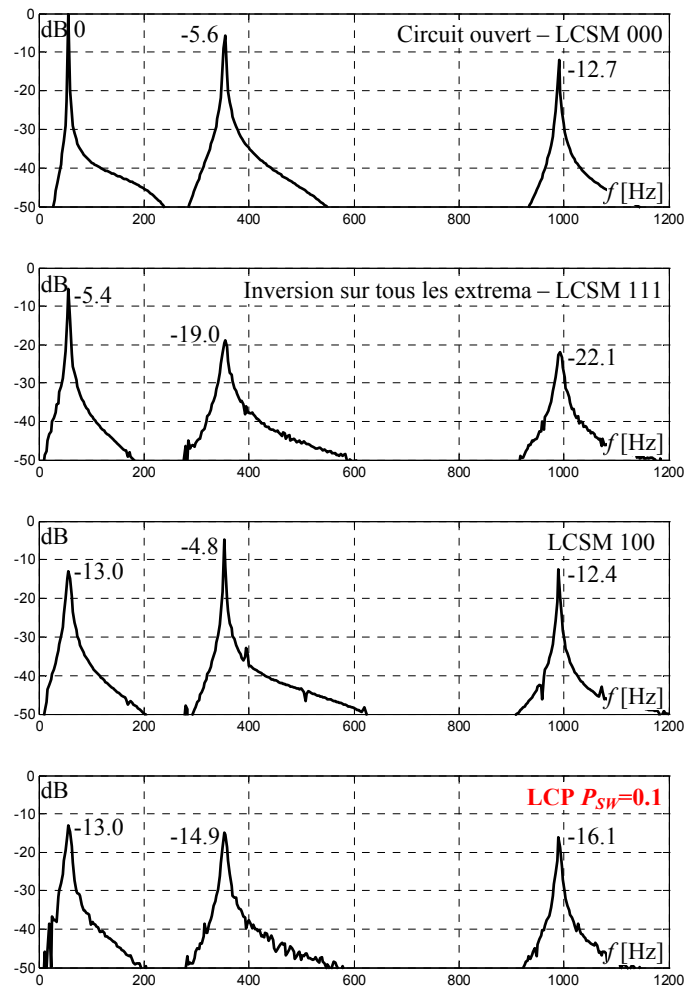 dB 0
-5.6
Circuit ouvert – LCSM 000
-12.7
-10
-20
-30
-40
-50
f [Hz]
0 200 400 600 800 1000 1200
0
dB
-5.4
Inversion sur tous les extrema – LCSM 111
-10
-19.0
-22.1
-20
-30
-40
f [Hz]
-50
0 200 400 600 800 1000 1200
0
dB
-4.8
LCSM 100
-13.0
-12.4
-10
-20
-30
-40
f [Hz]
-50
0 200 400 600 800 1000 1200
0
dB
LCP PSW=0.1
-13.0
-14.9
-16.1
-10
-20
-30
-40
f [Hz]
-50
0 200 400 600 800 1000 1200